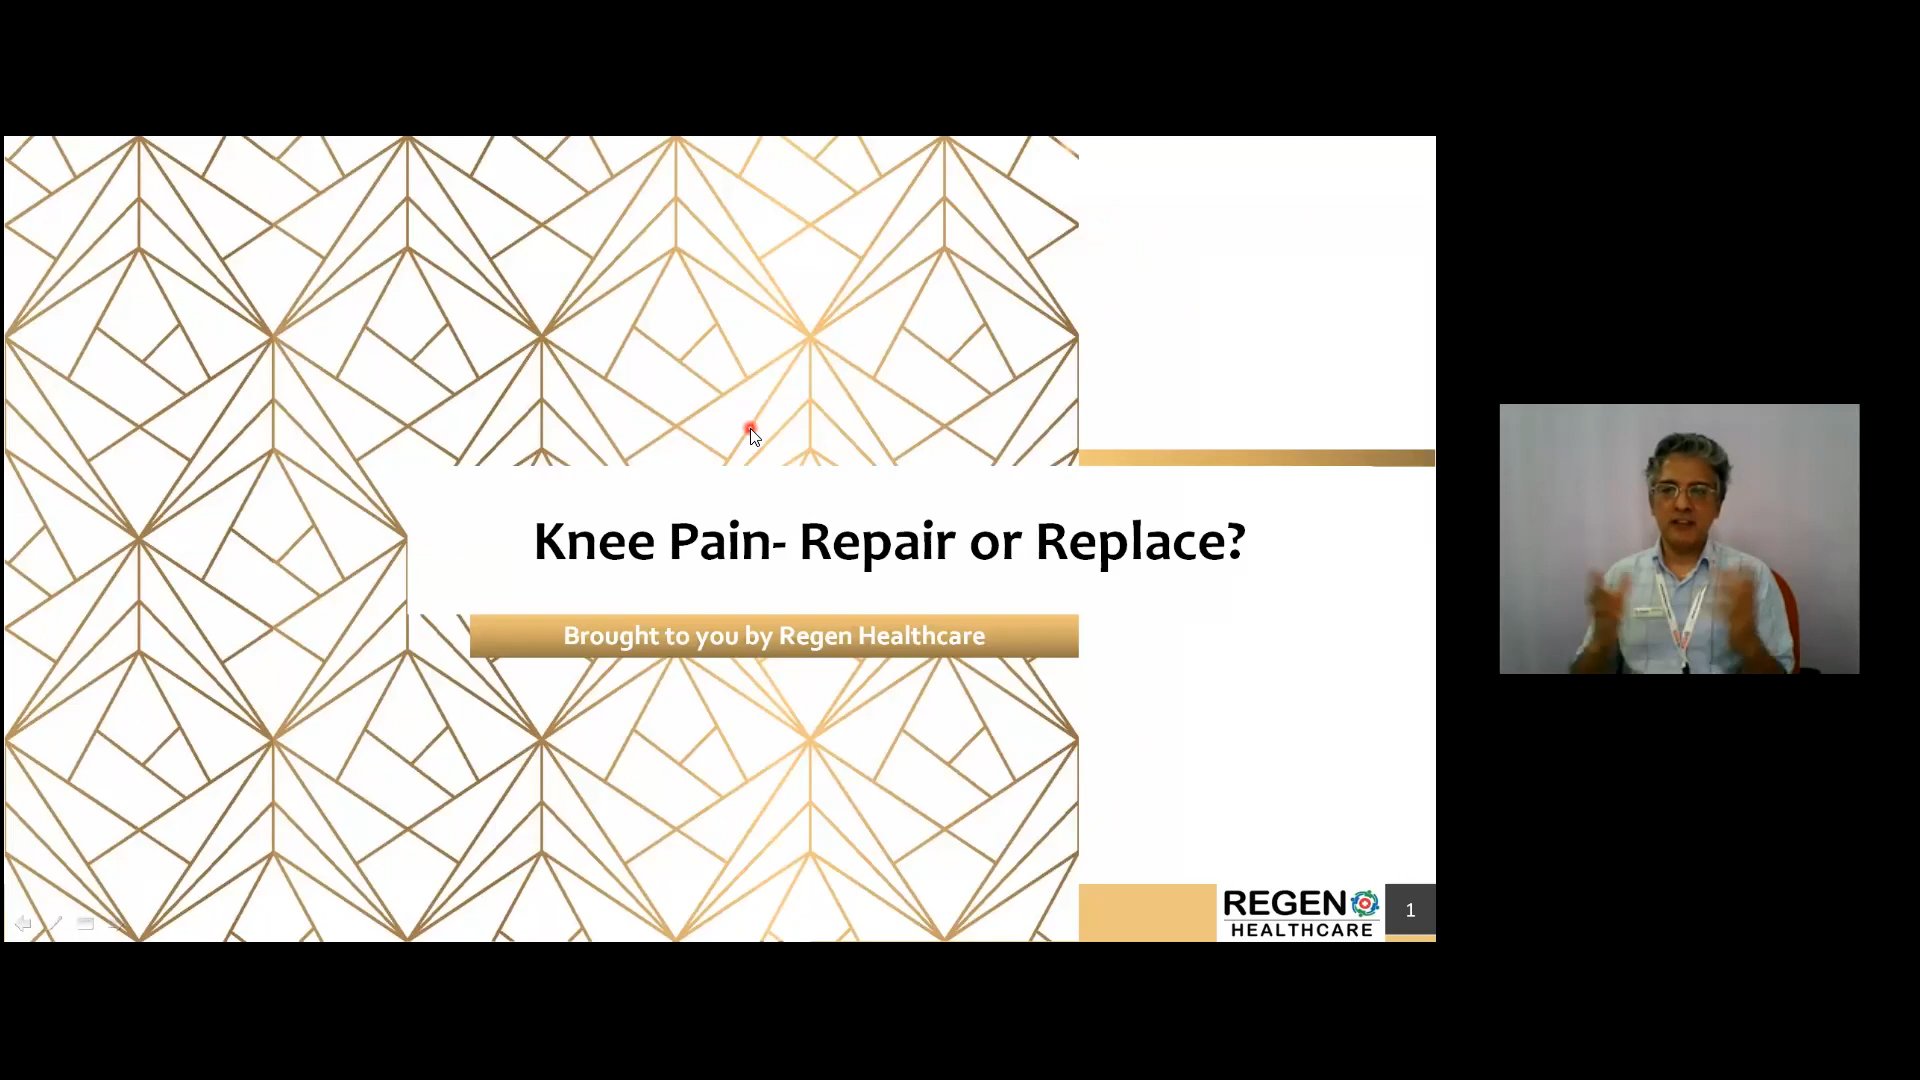 Knee Pain- Repair or Replace?
Brought to you by Regen Healthcare
REGEN
HEALTHCARE
1